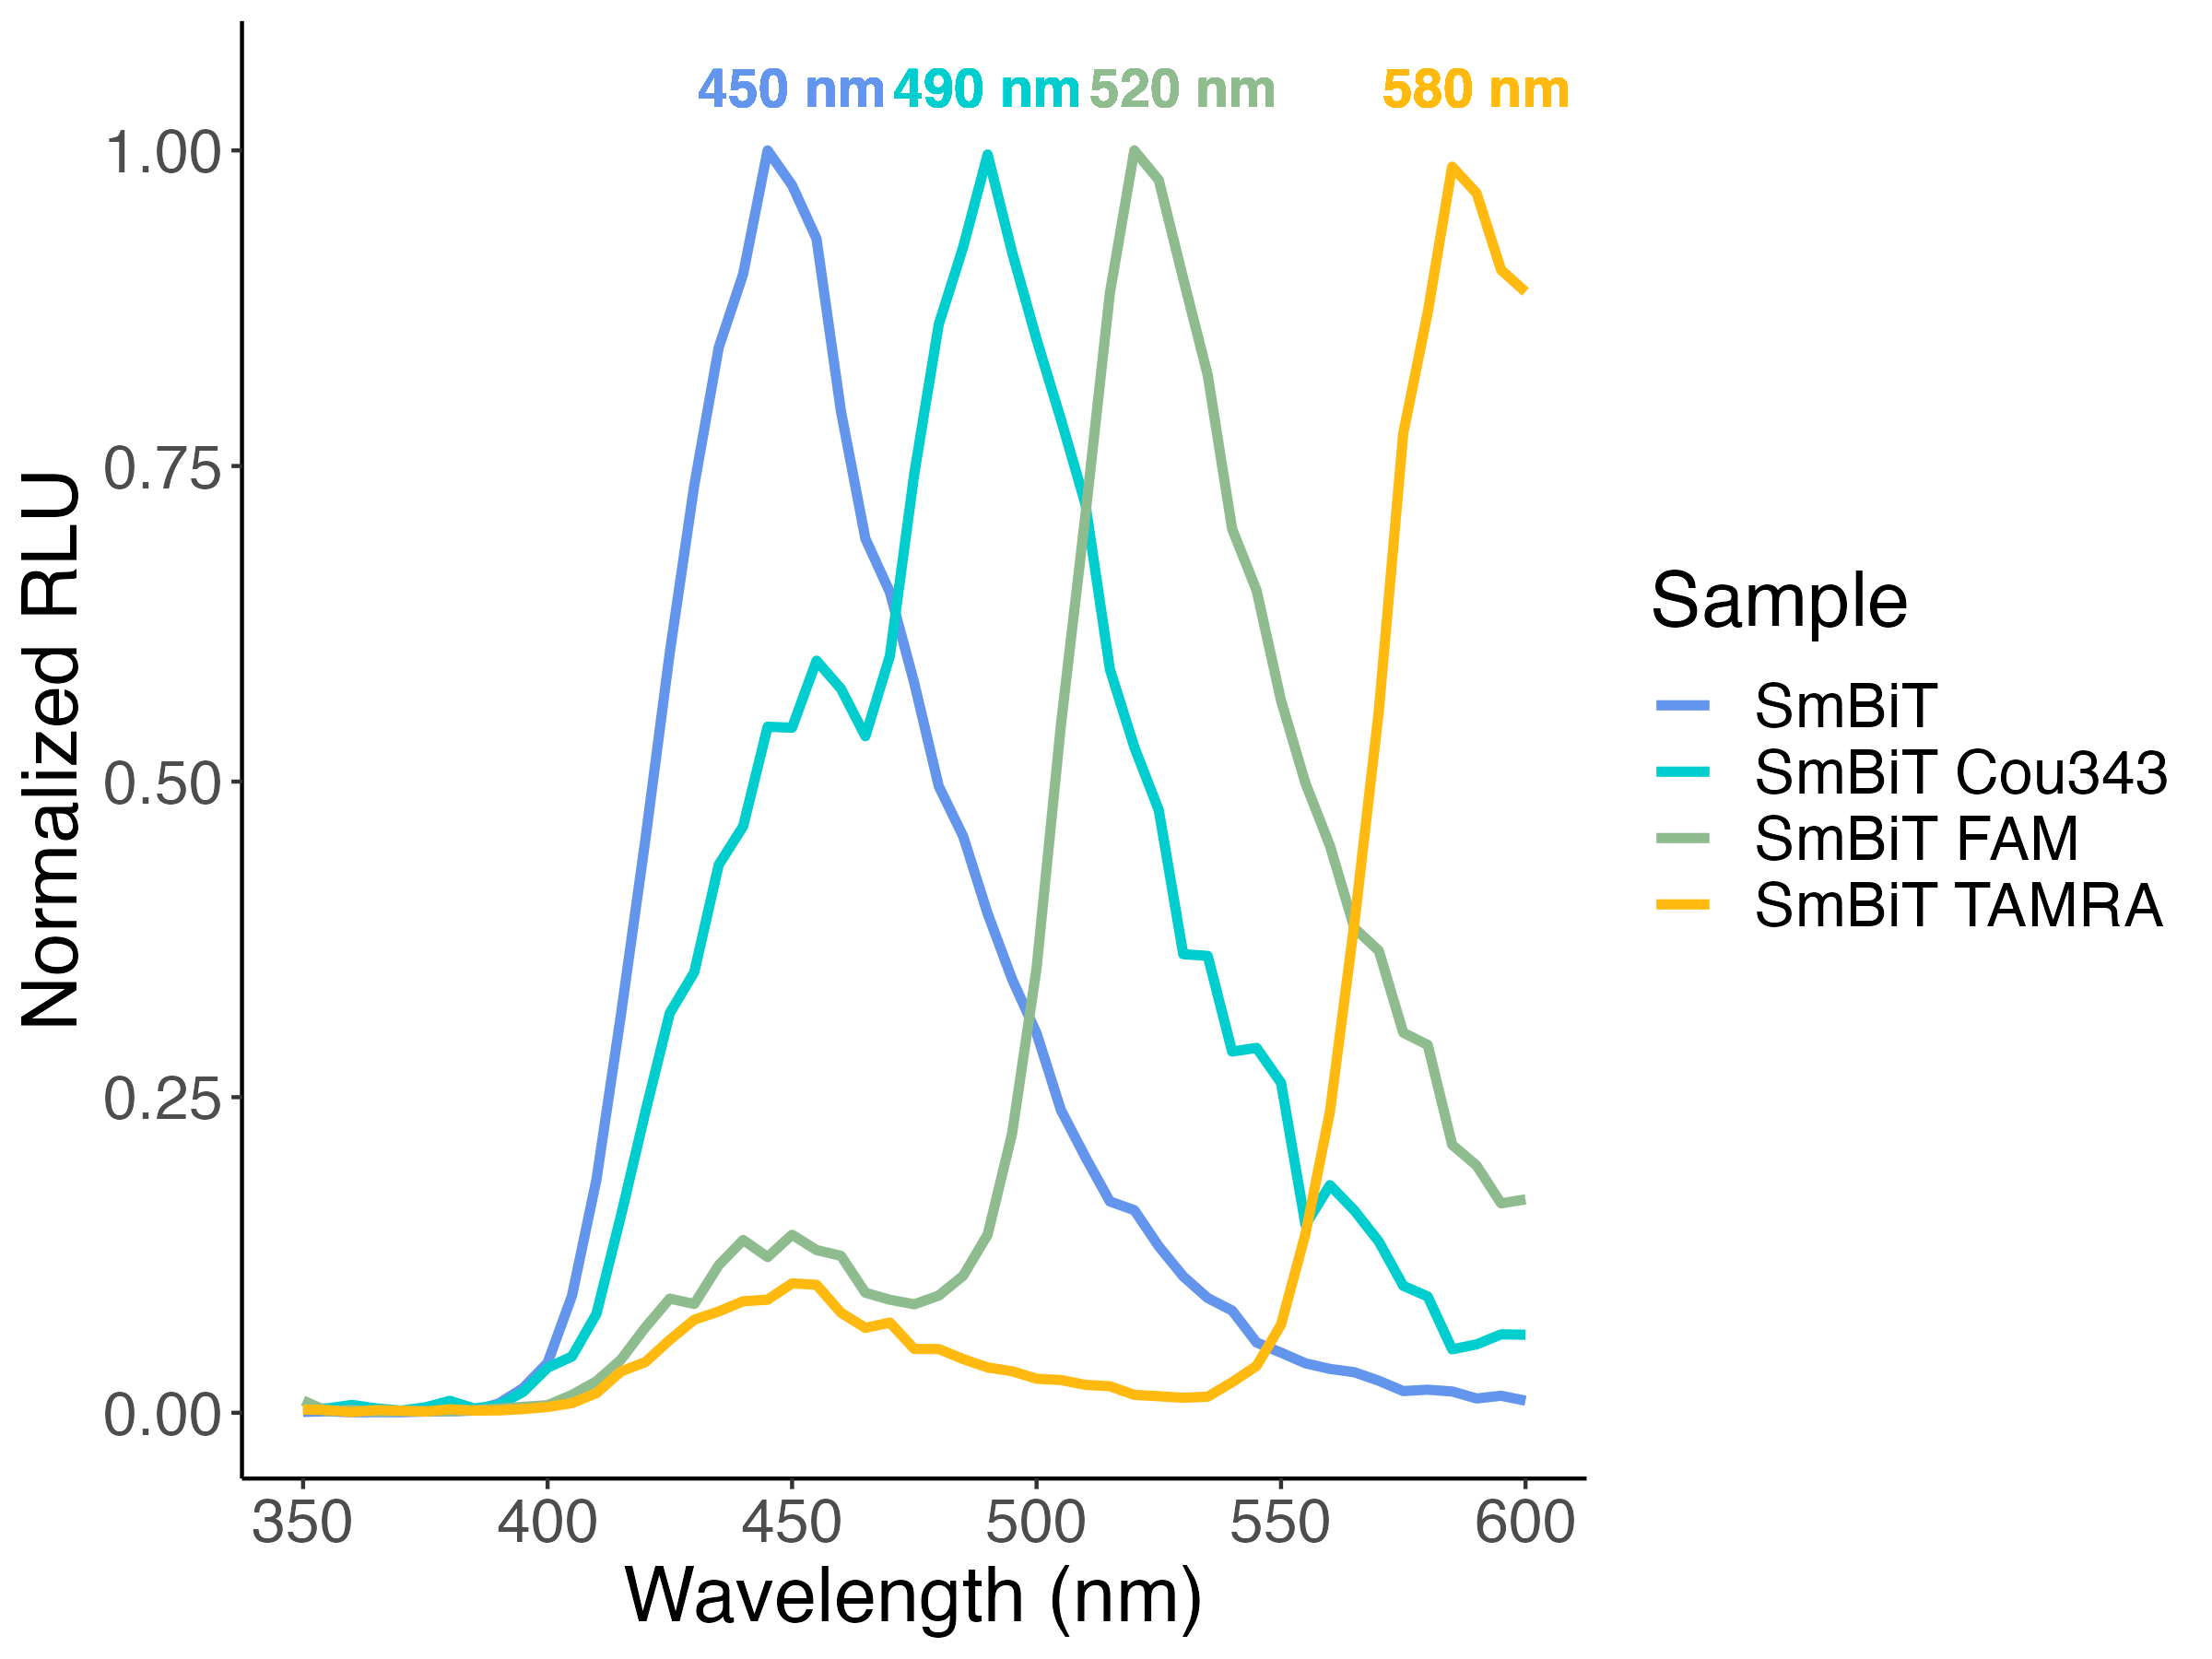 450 nm 490 nm 520 nm 580 nm
1.00
0.75
0.50
0.25
0.00
Normalized RLU
350 400 450 500 550 600
Wavelength (nm)
Sample
SmBiT
SmBiT Cou343
SmBiT FAM
SmBiT TAMRA